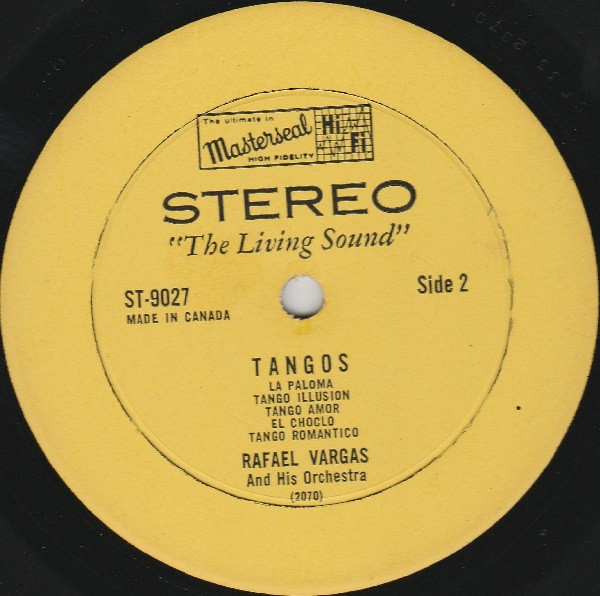 The ultimate in
Masterseal
HIGH FIDELITY
Hi
Fi
STEREO
"The Living Sound"
ST-9027
Side 2
MADE IN CANADA
TANGOS
LA PALOMA
TANGO ILLUSION
TANGO AMOR
EL CHOCLO
TANGO ROMANTICO
RAFAEL VARGAS
And His Orchestra
(2070)